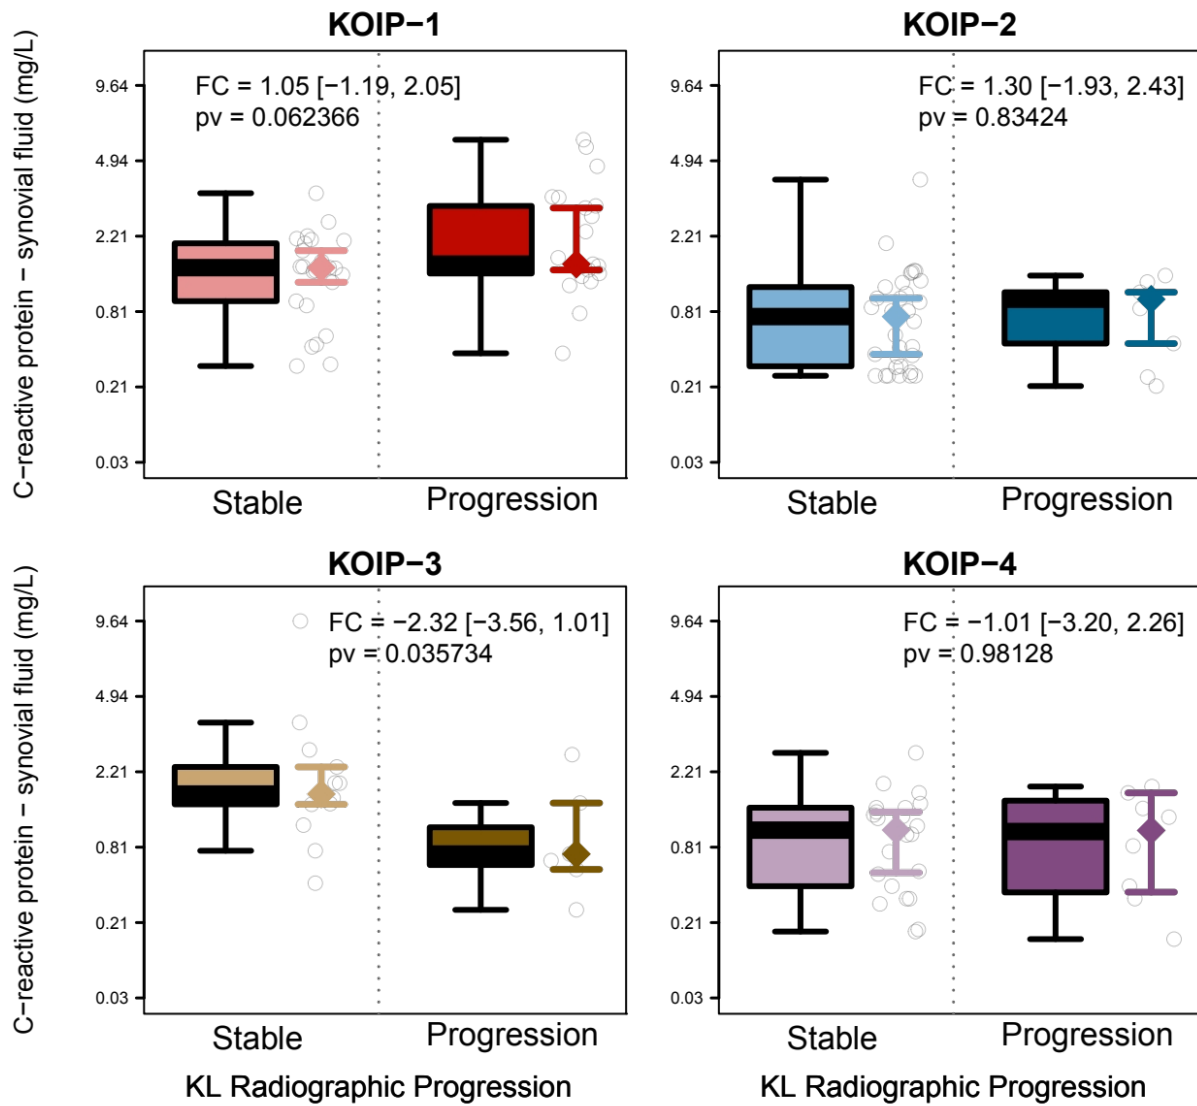 KOIP−1
C−reactive protein − synovial fluid (mg/L)
9.64
4.94
2.21
0.81
0.21
0.03
FC = 1.05 [−1.19, 2.05]
pv = 0.062366
Stable
Progression
KOIP−2
9.64
4.94
2.21
0.81
0.21
0.03
FC = 1.30 [−1.93, 2.43]
pv = 0.83424
Stable
Progression
KOIP−3
C−reactive protein − synovial fluid (mg/L)
9.64
4.94
2.21
0.81
0.21
0.03
FC = −2.32 [−3.56, 1.01]
pv = 0.035734
Stable
Progression
KL Radiographic Progression
KOIP−4
9.64
4.94
2.21
0.81
0.21
0.03
FC = −1.01 [−3.20, 2.26]
pv = 0.98128
Stable
Progression
KL Radiographic Progression